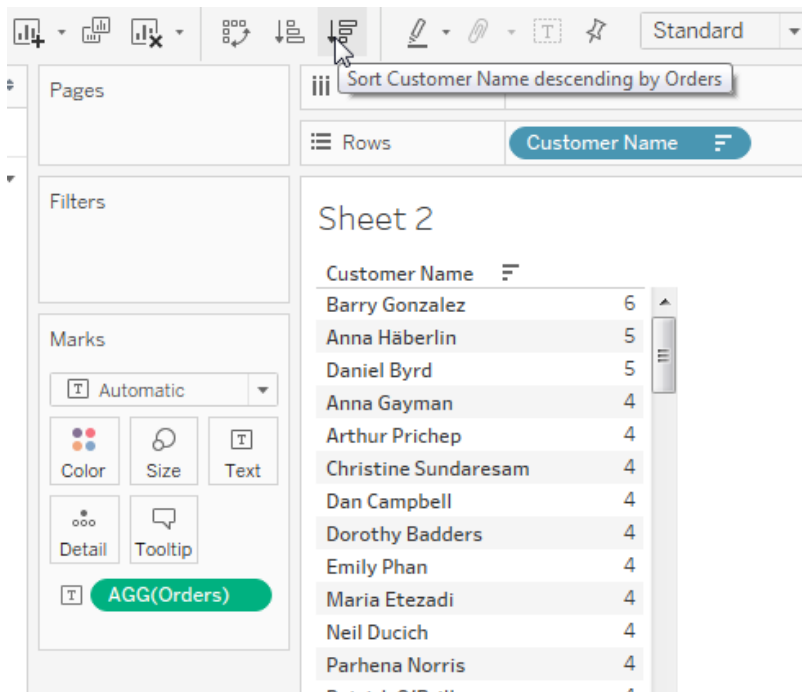 Standard
Sort Customer Name descending by Orders
Pages
iii
Rows
Customer Name
Filters
Sheet 2
Customer Name
Barry Gonzalez 6
Anna Häberlin 5
Daniel Byrd 5
Anna Gayman 4
Arthur Prichep 4
Christine Sundaresam 4
Dan Campbell 4
Dorothy Badders 4
Emily Phan 4
Maria Etezadi 4
Neil Ducich 4
Parhena Norris 4
Marks
T Automatic
Color
Size
T
Text
Detail
Tooltip
T AGG(Orders)